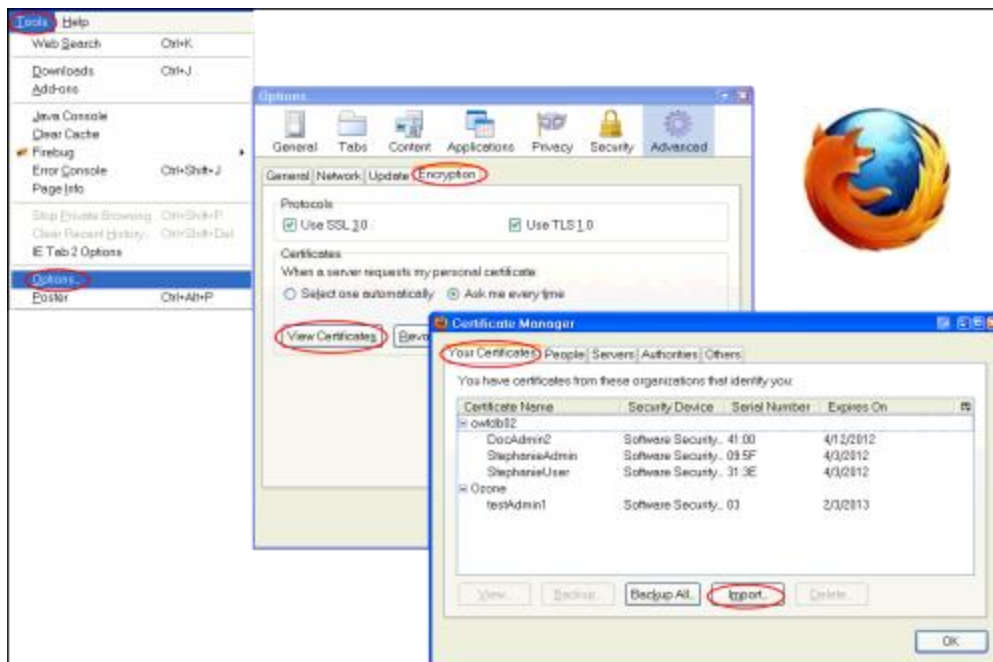 Tools Help
Web Search Ctrl+K
Downloads Ctrl+J
Add-ons
Java Console
Clear Cache
Firebug
Error Console Ctrl+Shift+J
Page Info
Stop Private Browsing Ctrl+Shift+P
Clear Recent History.. Ctrl+Shift+Del
IE Tab 2 Options
Options..
Poster Ctrl+Alt+P
Options
General Tabs Content Applications Privacy Security Advanced
General Network Update Encryption
Protocols
Use SSL 3.0 Use TLS 1.0
Certificates
When a server requests my personal certificate:
Select one automatically Ask me every time
View Certificates Revo
Certificate Manager
Your Certificates People Servers Authorities Others
You have certificates from these organizations that identify you:
Certificate Name Security Device Serial Number Expires On
owfdb02
DocAdmin2 Software Security.. 41:00 4/12/2012
StephanieAdmin Software Security.. 09:5F 4/3/2012
StephanieUser Software Security.. 31:3E 4/3/2012
Ozone
testAdmin1 Software Security.. 03 2/3/2013
View.. Backup.. Backup All.. Import.. Delete..
OK